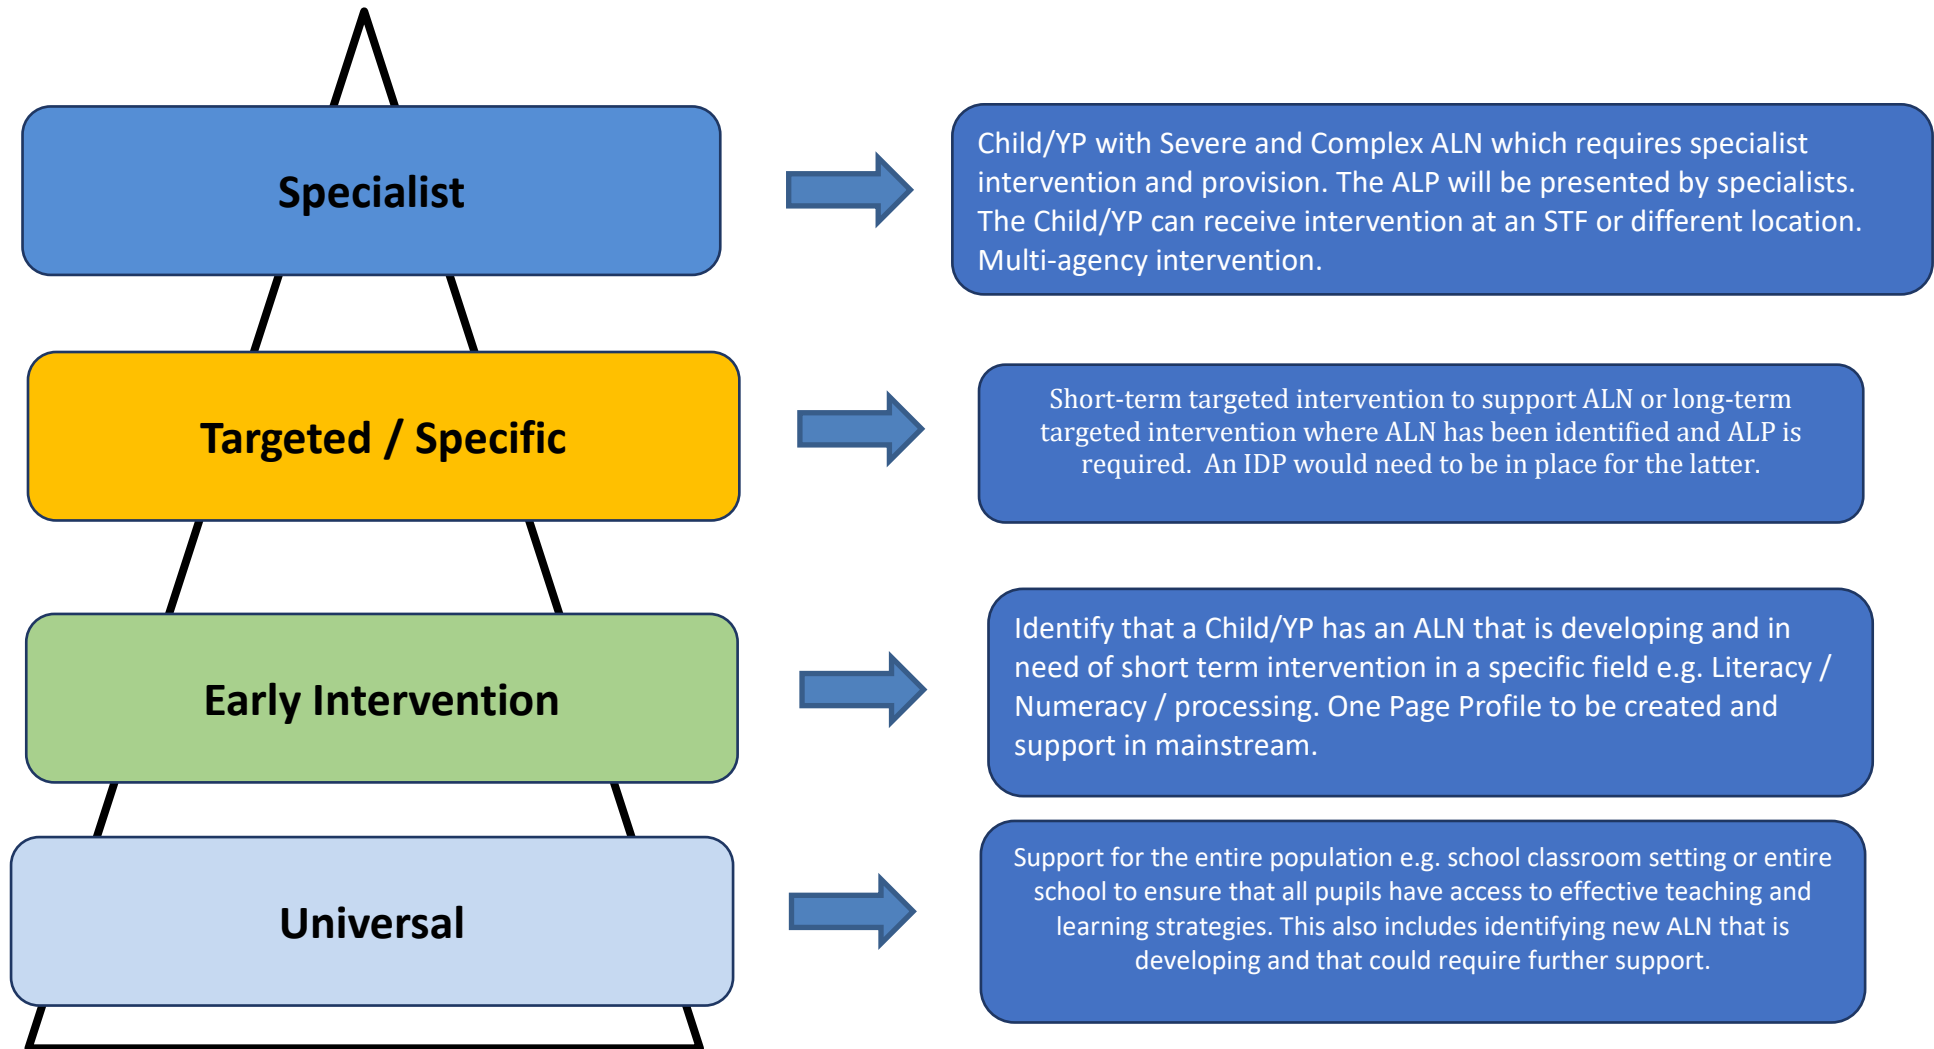 Specialist
Child/YP with Severe and Complex ALN which requires specialist
intervention and provision. The ALP will be presented by specialists.
The Child/YP can receive intervention at an STF or different location.
Multi-agency intervention.
Targeted / Specific
Short-term targeted intervention to support ALN or long-term
targeted intervention where ALN has been identified and ALP is
required.  An IDP would need to be in place for the latter.
Early Intervention
Identify that a Child/YP has an ALN that is developing and in
need of short term intervention in a specific field e.g. Literacy /
Numeracy / processing. One Page Profile to be created and
support in mainstream.
Universal
Support for the entire population e.g. school classroom setting or entire
school to ensure that all pupils have access to effective teaching and
learning strategies. This also includes identifying new ALN that is
developing and that could require further support.